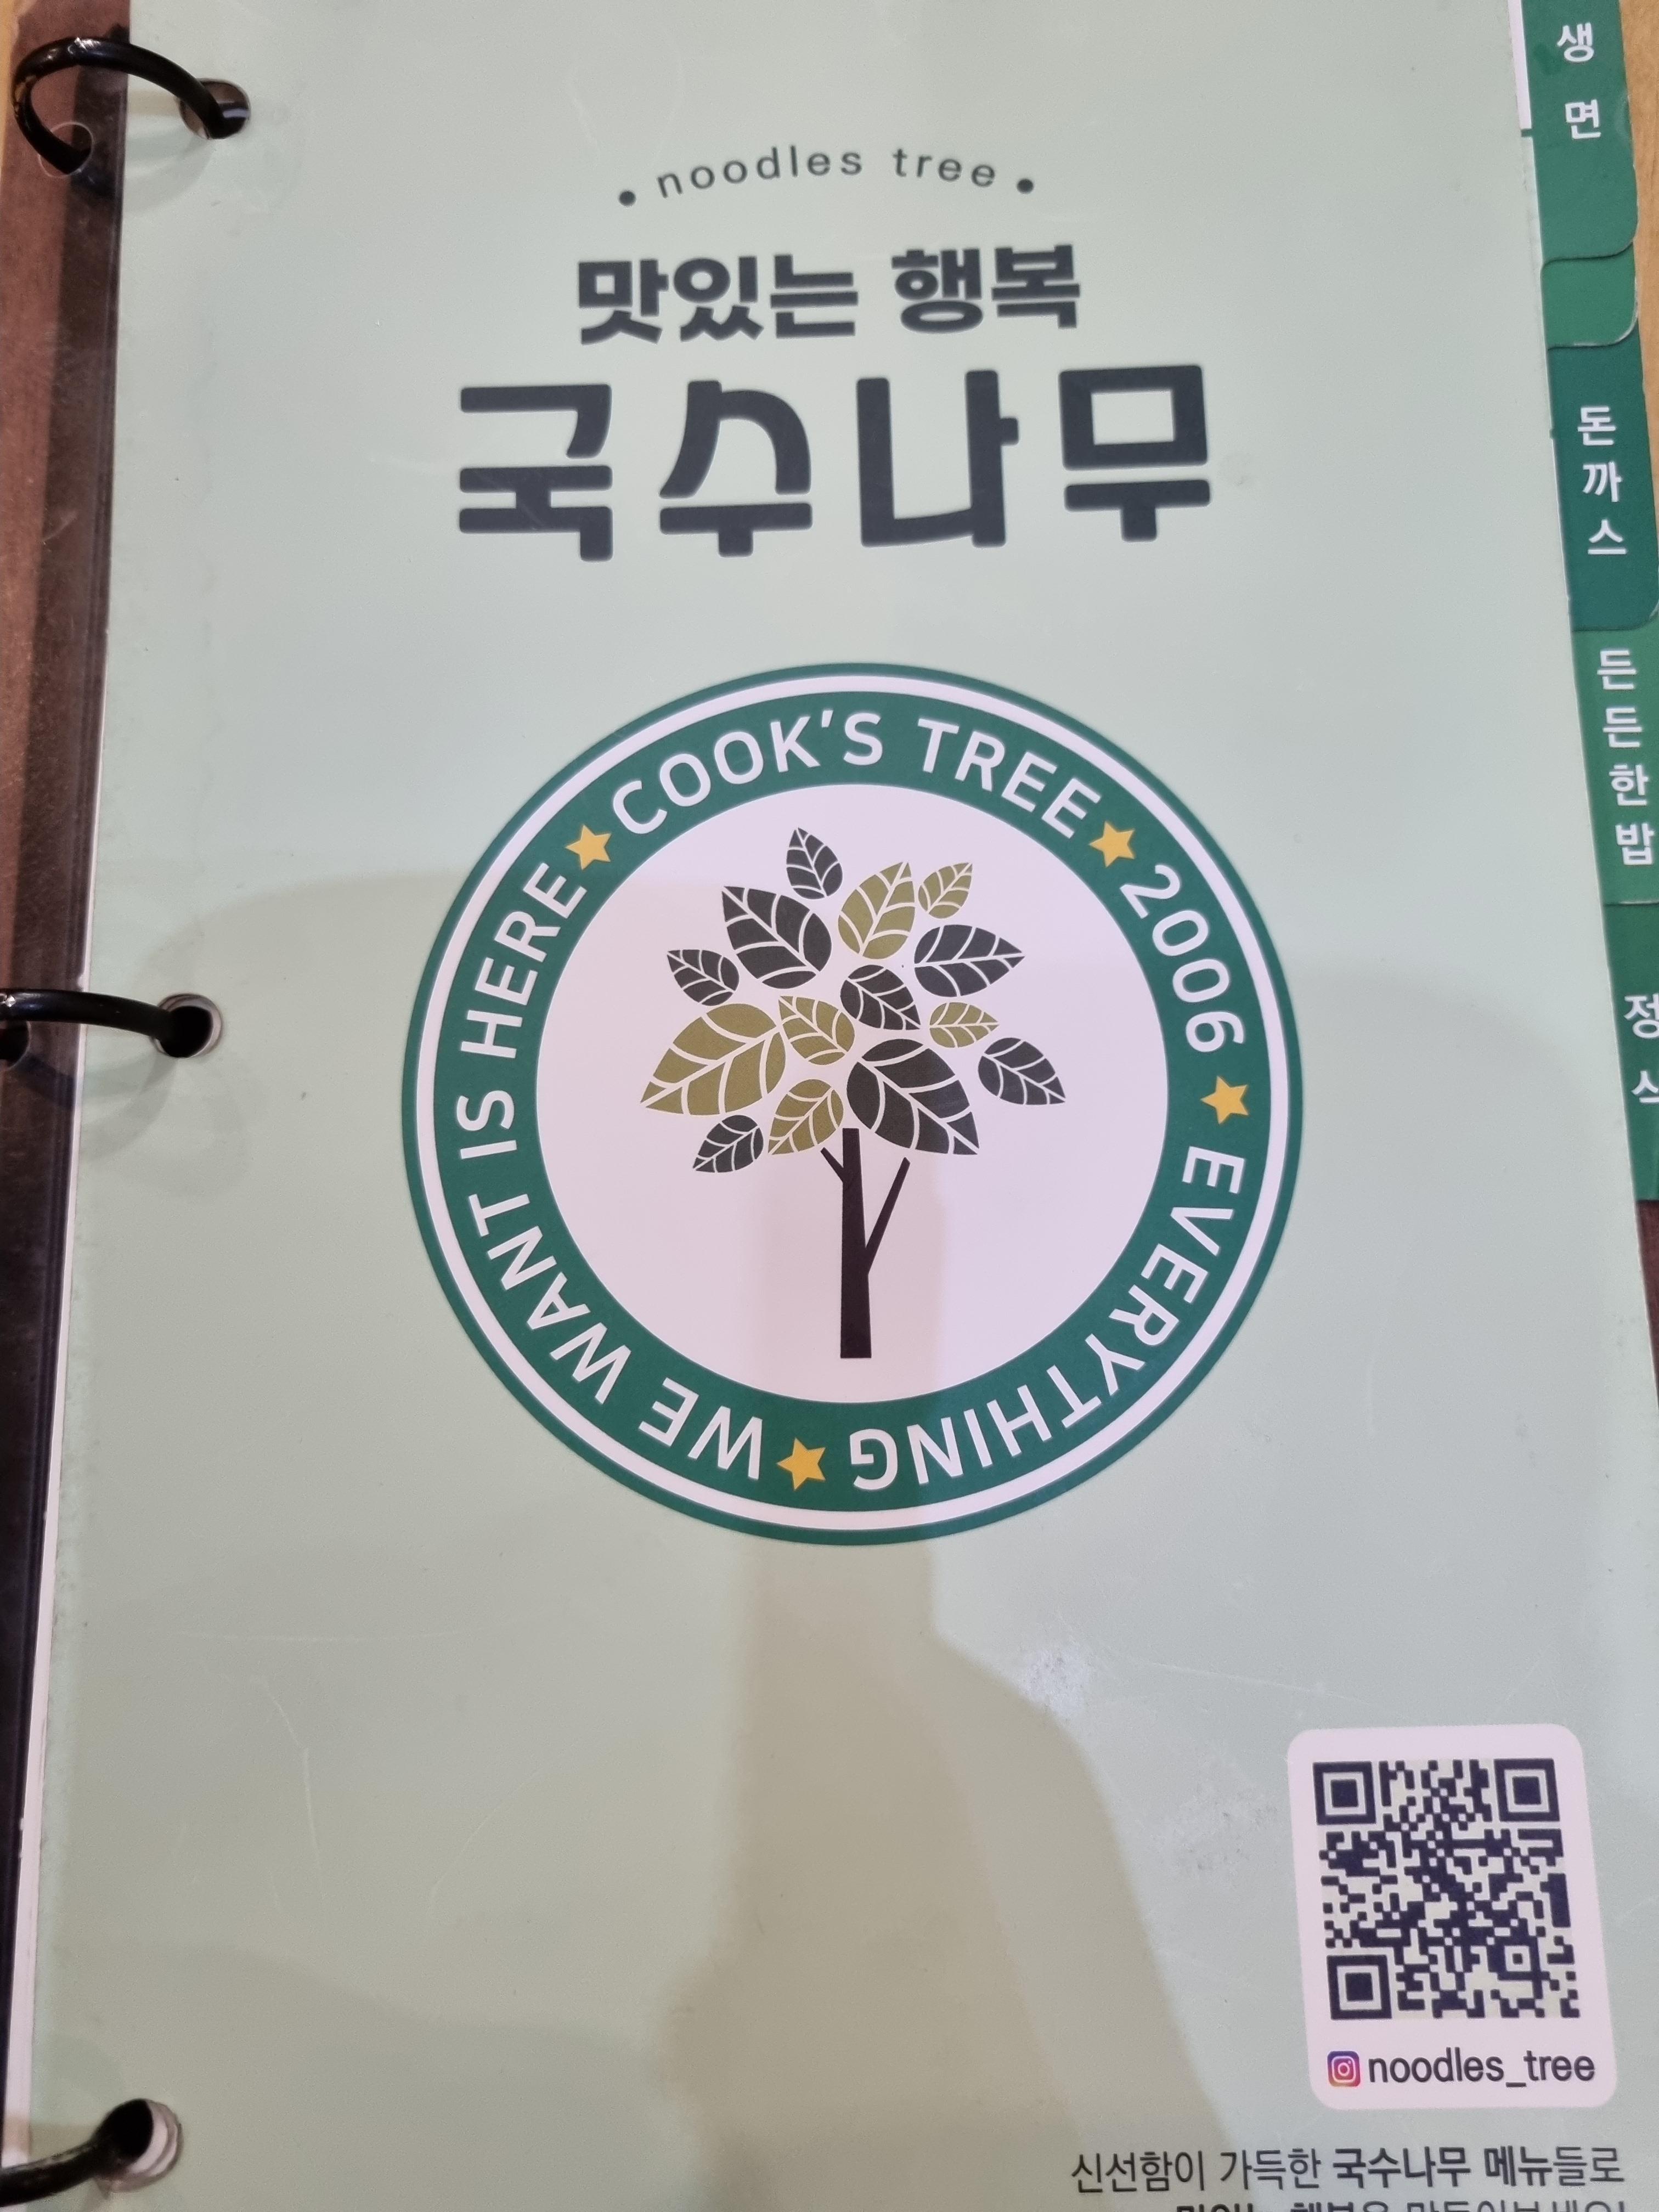 • noodles tree •
맛있는 행복
국수나무
COOK'S TREE ★ 2006 ★ EVERYTHING ★ WE WANT IS HERE ★
생면
돈까스
든든한밥
정식
noodles_tree
신선함이 가득한 국수나무 메뉴들로